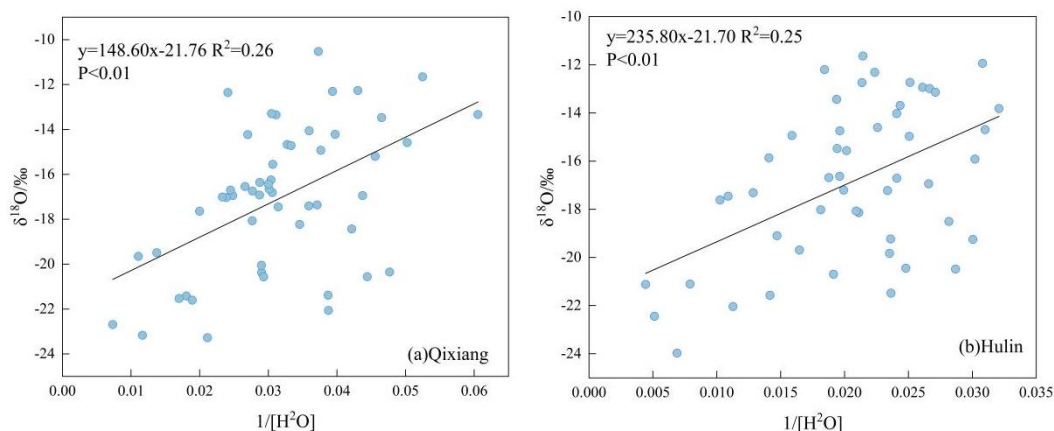 y=148.60x-21.76 R²=0.26
P<0.01
δ¹⁸O/‰
-10
-12
-14
-16
-18
-20
-22
-24
(a)Qixiang
0.00 0.01 0.02 0.03 0.04 0.05 0.06
1/[H²O]
y=235.80x-21.70 R²=0.25
P<0.01
δ¹⁸O/‰
-10
-12
-14
-16
-18
-20
-22
-24
(b)Hulin
0.000 0.005 0.010 0.015 0.020 0.025 0.030 0.035
1/[H²O]